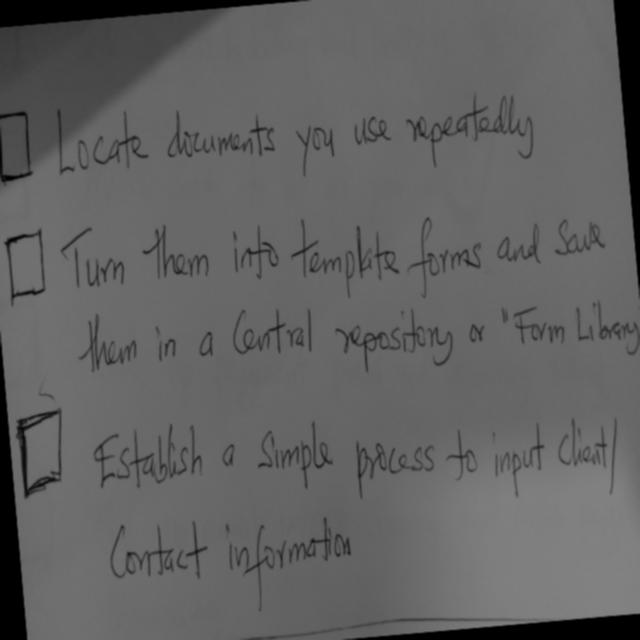 Locate documents you use repeatedly
Turn them into template forms and save
them in a Central repository or "Form Library
Establish a simple process to input client/
Contact information